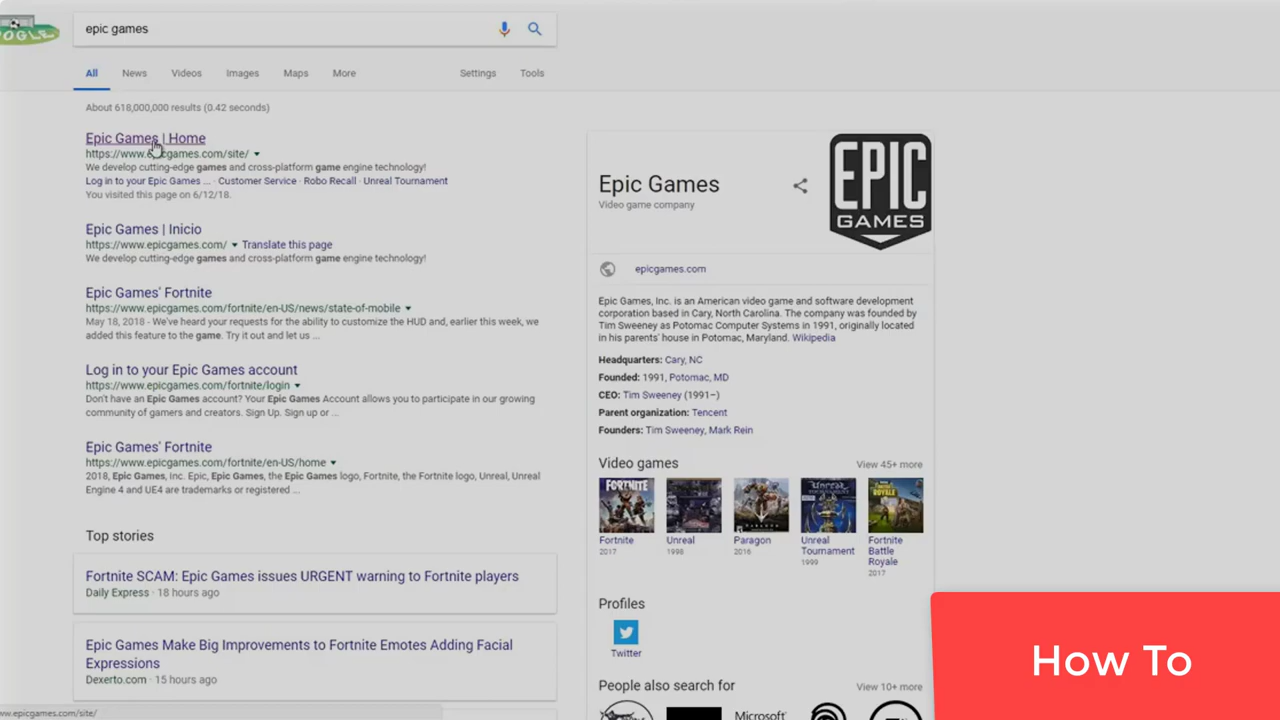 OGLE
epic games
All News Videos Images Maps More Settings Tools
About 618,000,000 results (0.42 seconds)
Epic Games | Home
https://www.epicgames.com/site/
We develop cutting-edge games and cross-platform game engine technology!
Log in to your Epic Games ... · Customer Service · Robo Recall · Unreal Tournament
You visited this page on 6/12/18.
Epic Games | Inicio
https://www.epicgames.com/ Translate this page
We develop cutting-edge games and cross-platform game engine technology!
Epic Games' Fortnite
https://www.epicgames.com/fortnite/en-US/news/state-of-mobile
May 18, 2018 - We've heard your requests for the ability to customize the HUD and, earlier this week, we
added this feature to the game. Try it out and let us ...
Log in to your Epic Games account
https://www.epicgames.com/fortnite/login
Don't have an Epic Games account? Your Epic Games Account allows you to participate in our growing
community of gamers and creators. Sign Up. Sign up or ...
Epic Games' Fortnite
https://www.epicgames.com/fortnite/en-US/home
2018, Epic Games, Inc. Epic, Epic Games, the Epic Games logo, Fortnite, the Fortnite logo, Unreal, Unreal
Engine 4 and UE4 are trademarks or registered ...
Top stories
Fortnite SCAM: Epic Games issues URGENT warning to Fortnite players
Daily Express · 18 hours ago
Epic Games Make Big Improvements to Fortnite Emotes Adding Facial
Expressions
Dexerto.com · 15 hours ago
ww.epicgames.com/site/
Epic Games
Video game company
EPIC
GAMES
epicgames.com
Epic Games, Inc. is an American video game and software development
corporation based in Cary, North Carolina. The company was founded by
Tim Sweeney as Potomac Computer Systems in 1991, originally located
in his parents' house in Potomac, Maryland. Wikipedia
Headquarters: Cary, NC
Founded: 1991, Potomac, MD
CEO: Tim Sweeney (1991–)
Parent organization: Tencent
Founders: Tim Sweeney, Mark Rein
Video games View 45+ more
FORTNITE
Unreal
Tournament
PARAGON
FORTNITE
ROYALE
Fortnite
2017
Unreal
1998
Paragon
2016
Unreal
Tournament
1999
Fortnite
Battle
Royale
2017
Profiles
Twitter
People also search for View 10+ more
Microsoft
How To